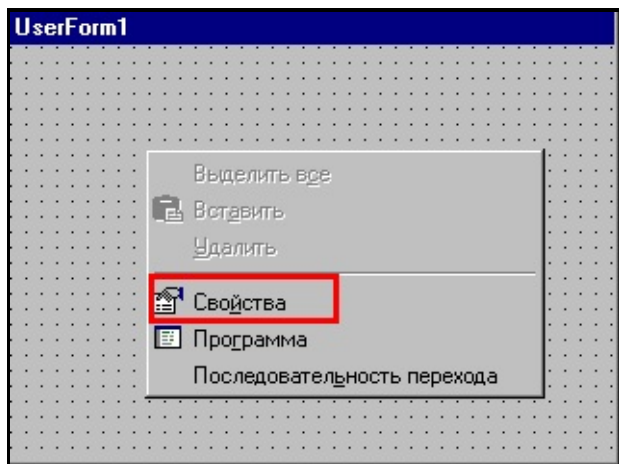 UserForm1
Выделить все
Вставить
Удалить
Свойства
Программа
Последовательность перехода